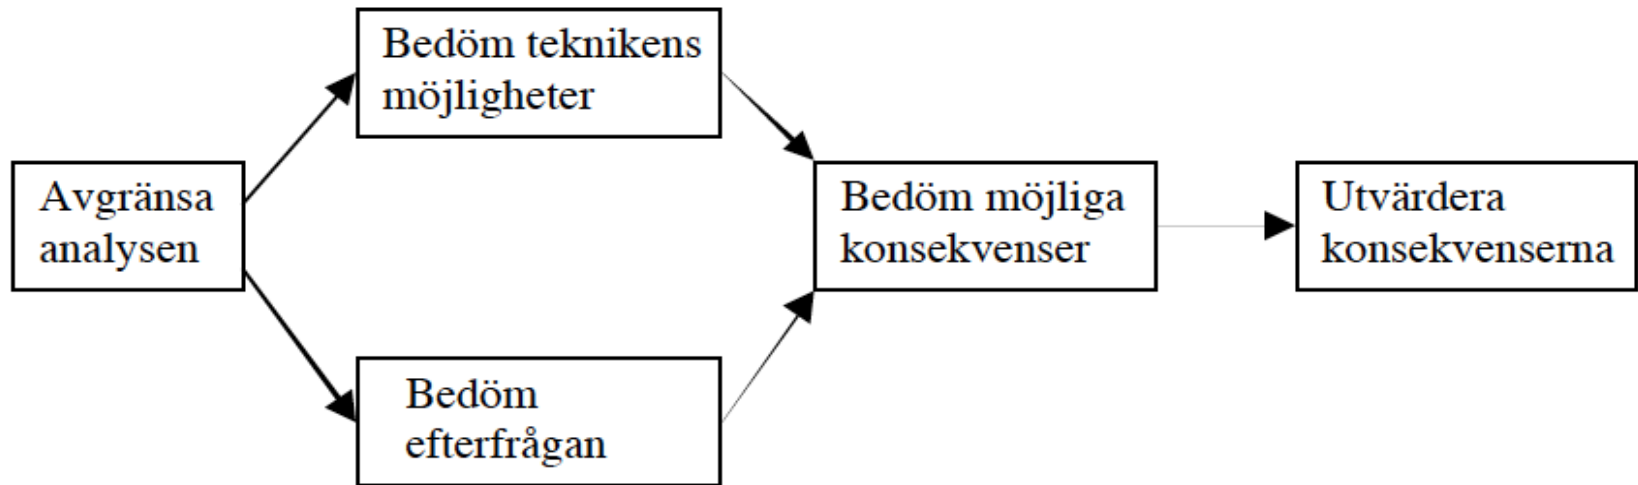 Avgränsa
analysen
Bedöm teknikens
möjligheter
Bedöm
efterfrågan
Bedöm möjliga
konsekvenser
Utvärdera
konsekvenserna